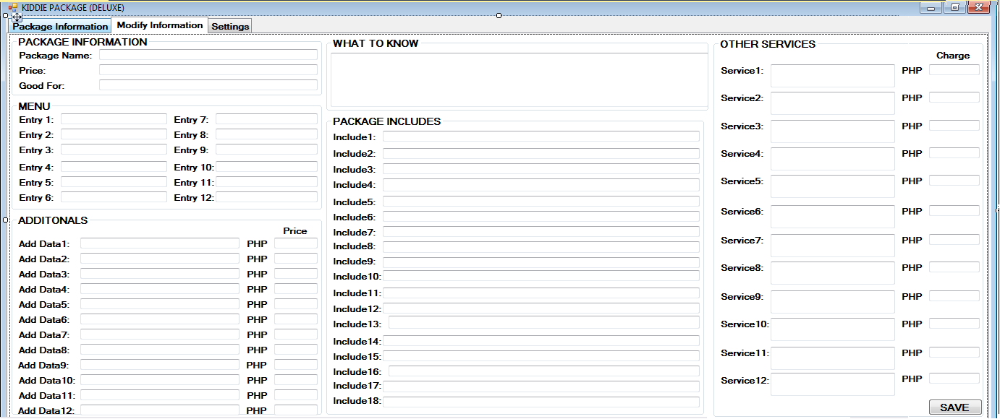 KIDDIE PACKAGE (DELUXE)
Package Information Modify Information Settings
PACKAGE INFORMATION
Package Name:
Price:
Good For:
MENU
Entry 1: Entry 7:
Entry 2: Entry 8:
Entry 3: Entry 9:
Entry 4: Entry 10:
Entry 5: Entry 11:
Entry 6: Entry 12:
ADDITONALS
Price
Add Data1: PHP
Add Data2: PHP
Add Data3: PHP
Add Data4: PHP
Add Data5: PHP
Add Data6: PHP
Add Data7: PHP
Add Data8: PHP
Add Data9: PHP
Add Data10: PHP
Add Data11: PHP
Add Data12: PHP
WHAT TO KNOW
PACKAGE INCLUDES
Include1:
Include2:
Include3:
Include4:
Include5:
Include6:
Include7:
Include8:
Include9:
Include10:
Include11:
Include12:
Include13:
Include14:
Include15:
Include16:
Include17:
Include18:
OTHER SERVICES
Charge
Service1: PHP
Service2: PHP
Service3: PHP
Service4: PHP
Service5: PHP
Service6: PHP
Service7: PHP
Service8: PHP
Service9: PHP
Service10: PHP
Service11: PHP
Service12: PHP
SAVE